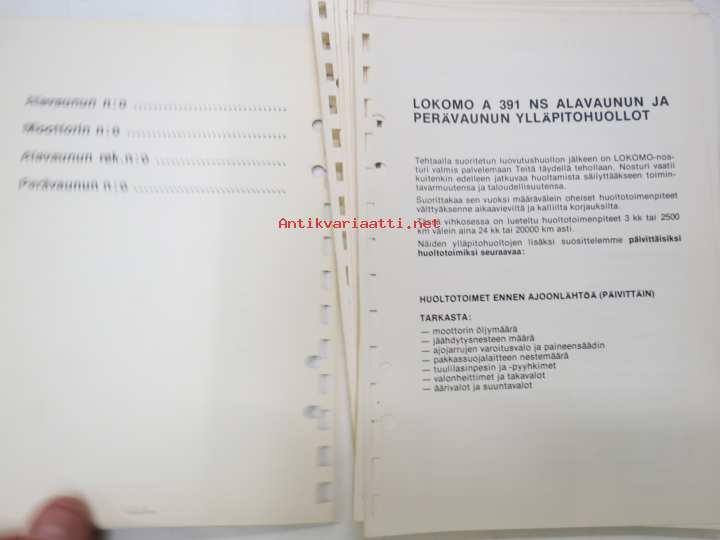 Alavaunun n:o
Moottorin n:o
Alavaunun rek.n:o
Perävaunun n:o
LOKOMO A 391 NS ALAVAUNUN JA
PERÄVAUNUN YLLÄPITOHUOLLOT
Tehtaalla suoritetun luovutushuollon jälkeen on LOKOMO-nos-
turi valmis palvelemaan Teitä täydellä tehollaan. Nosturi vaatii
kuitenkin edelleen jatkuvaa huoltamista säilyttääkseen toimin-
tavarmuutensa ja taloudellisuutensa.
Suorittakaa sen vuoksi määrävälein oheiset huoltotoimenpiteet
välttyäksenne aikaavieviltä ja kalliilta korjauksilta.
Tässä vihkosessa on lueteltu huoltotoimenpiteet 3 kk tai 2500
km välein aina 24 kk tai 20000 km asti.
Näiden ylläpitohuoltojen lisäksi suosittelemme päivittäisiksi
huoltotoimiksi seuraavaa:
HUOLTOTOIMET ENNEN AJOONLÄHTÖÄ (PÄIVITTÄIN)
TARKASTA:
— moottorin öljymäärä
— jäähdytysnesteen määrä
— ajojarrujen varoitusvalo ja paineensäädin
— pakkassuojalaitteen nestemäärä
— tuulilasinpesin ja -pyyhkimet
— valonheittimet ja takavalot
— äärivalot ja suuntavalot
Antikvariaatti.net